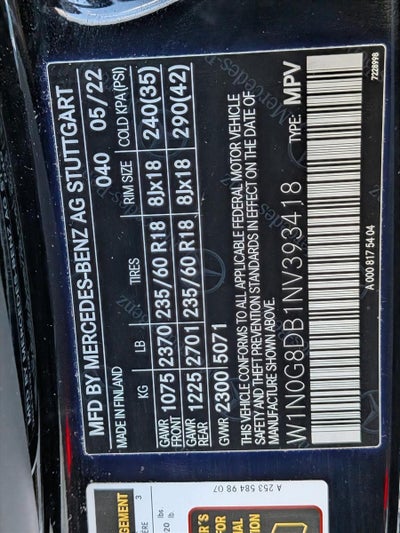 MFD BY MERCEDES-BENZ AG STUTTGART
MADE IN FINLAND 040 05/22
KG LB TIRES RIM SIZE COLD KPA(PSI)
GAWR FRONT 1075 2370 235/60 R18 8Jx18 240(35)
GAWR REAR 1225 2701 235/60 R18 8Jx18 290(42)
GWR 2300 5071
THIS VEHICLE CONFORMS TO ALL APPLICABLE FEDERAL MOTOR VEHICLE
SAFETY AND THEFT PREVENTION STANDARDS IN EFFECT ON THE DATE OF
MANUFACTURE SHOWN ABOVE.
W1N0G8DB1NV393418 TYPE: MPV
A 000 817 54 04
7228998
A 253 584 98 07